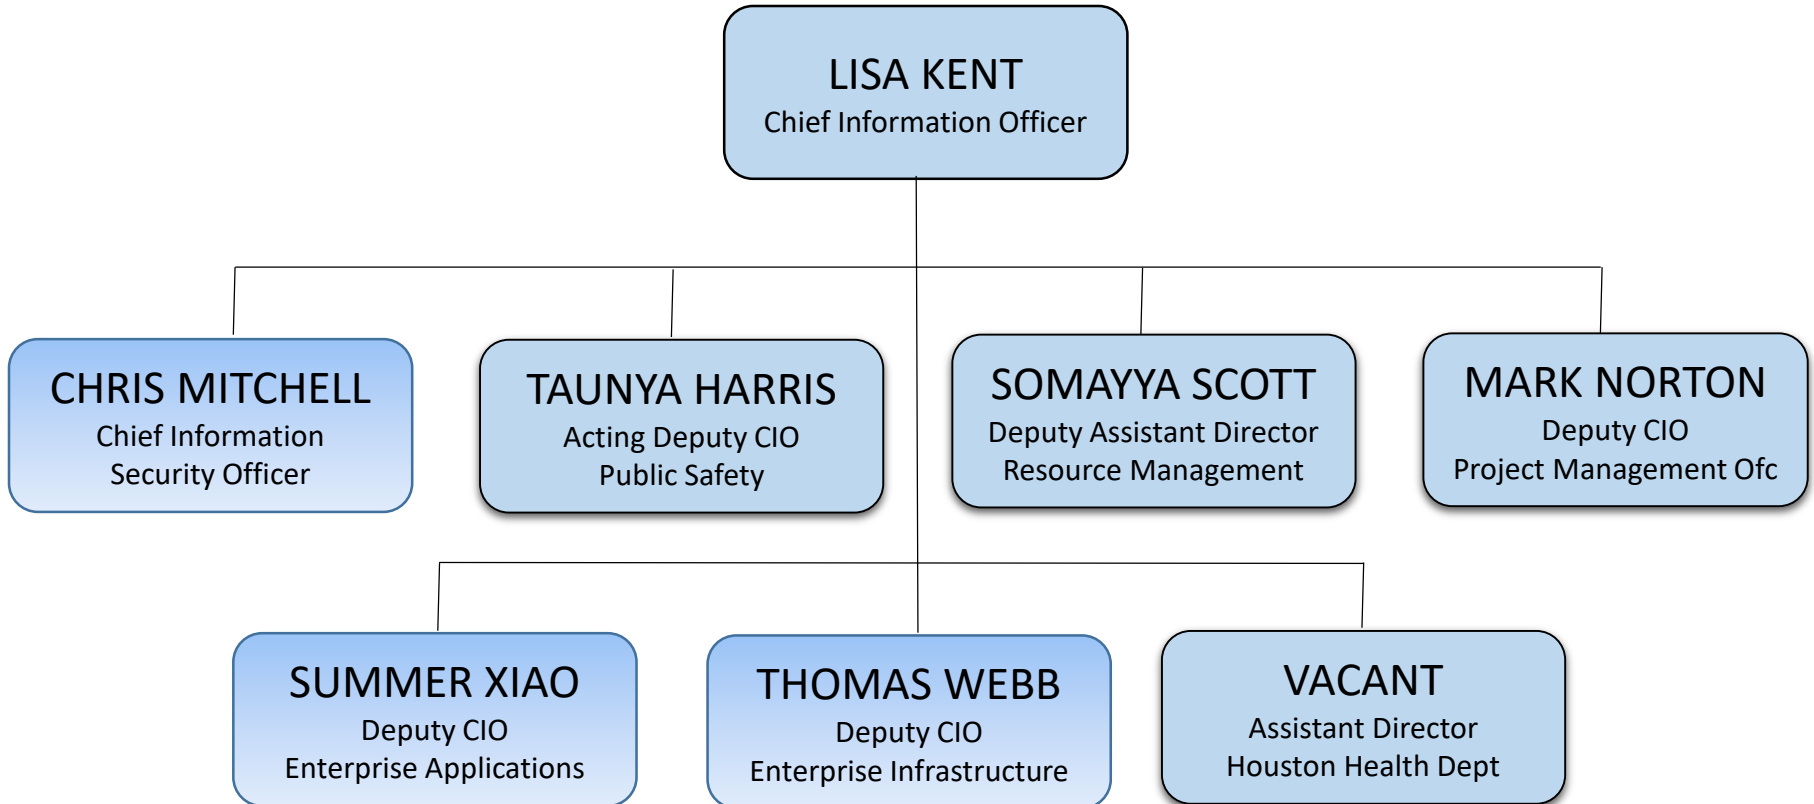 LISA KENT
Chief Information Officer
CHRIS MITCHELL
Chief Information
Security Officer
TAUNYA HARRIS
Acting Deputy CIO
Public Safety
SOMAYYA SCOTT
Deputy Assistant Director
Resource Management
MARK NORTON
Deputy CIO
Project Management Ofc
SUMMER XIAO
Deputy CIO
Enterprise Applications
THOMAS WEBB
Deputy CIO
Enterprise Infrastructure
VACANT
Assistant Director
Houston Health Dept